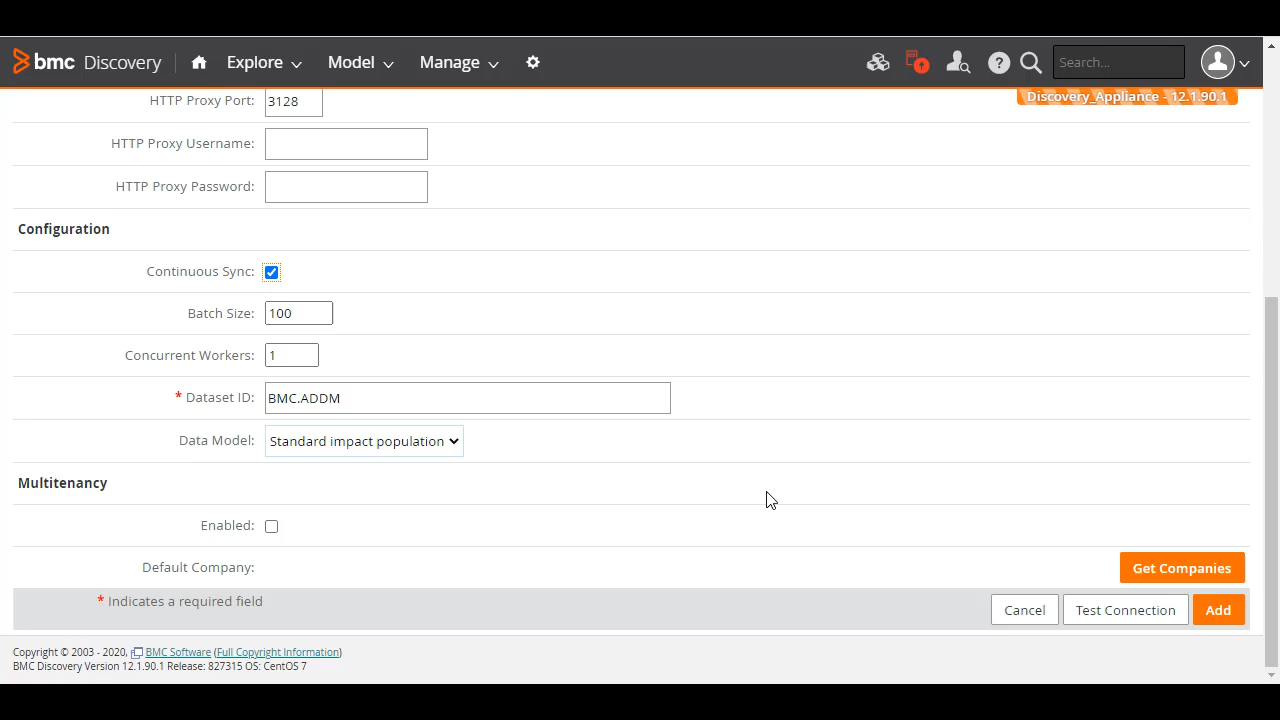 bmc Discovery Explore Model Manage ? Search...
HTTP Proxy Port: 3128
Discovery_Appliance - 12.1.90.1
HTTP Proxy Username:
HTTP Proxy Password:
Configuration
Continuous Sync:
Batch Size: 100
Concurrent Workers: 1
* Dataset ID: BMC.ADDM
Data Model: Standard impact population
Multitenancy
Enabled:
Default Company: Get Companies
* Indicates a required field
Cancel Test Connection Add
Copyright © 2003 - 2020, BMC Software (Full Copyright Information)
BMC Discovery Version 12.1.90.1 Release: 827315 OS: CentOS 7